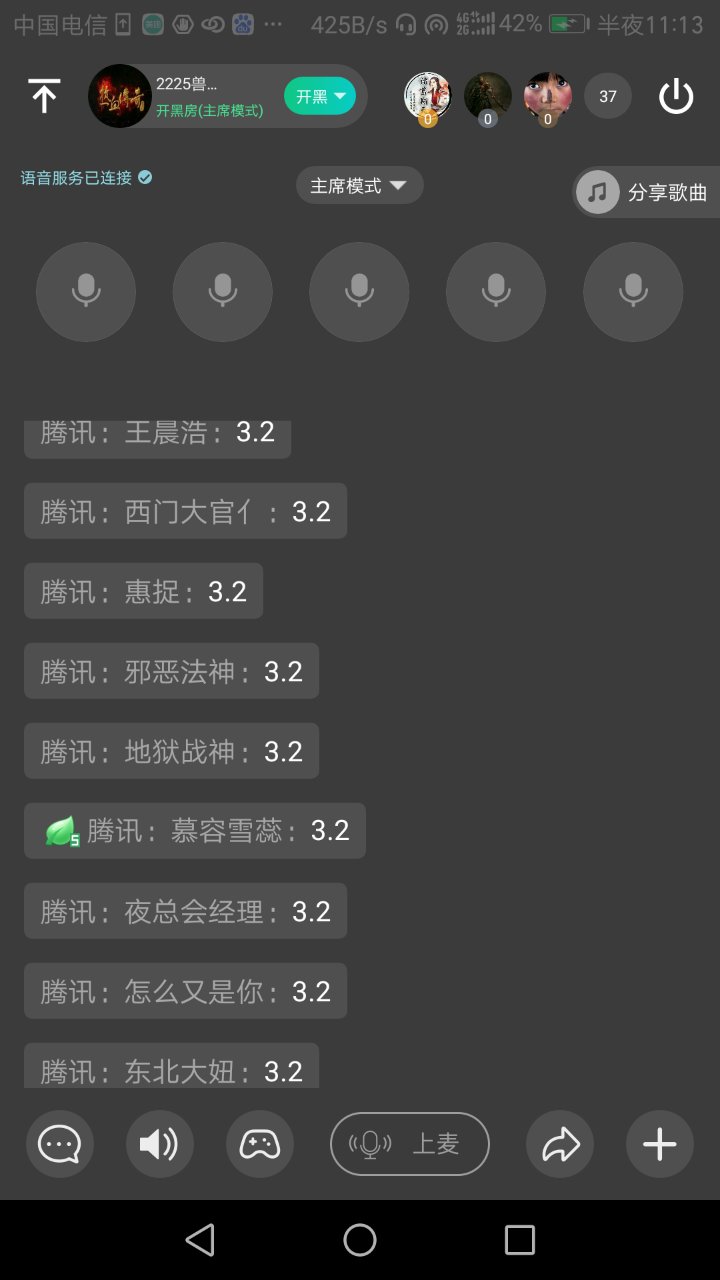 中国电信 ··· 425B/s 4G 2G 42% 半夜11:13
2225兽...
开黑房(主席模式)
开黑
0
0
0
37
语音服务已连接
主席模式
分享歌曲
腾讯：王晨浩：3.2
腾讯：西门大官亻：3.2
腾讯：惠捉：3.2
腾讯：邪恶法神：3.2
腾讯：地狱战神：3.2
5 腾讯：慕容雪蕊：3.2
腾讯：夜总会经理：3.2
腾讯：怎么又是你：3.2
腾讯：东北大妞：3.2
上麦